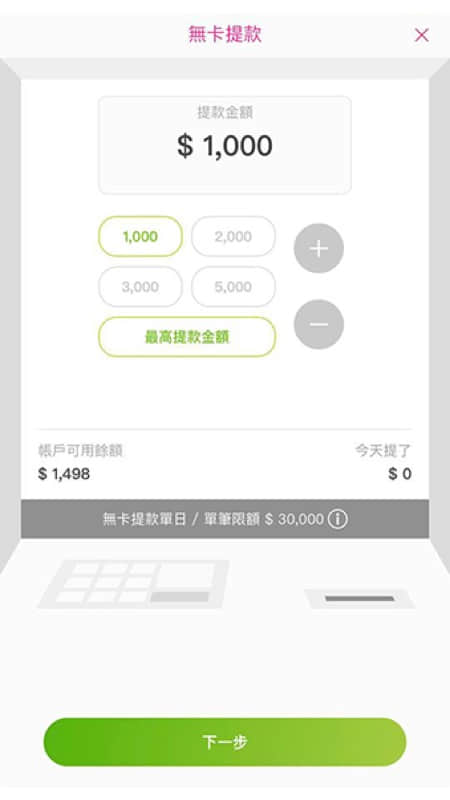 無卡提款
提款金額
$ 1,000
1,000
2,000
3,000
5,000
最高提款金額
帳戶可用餘額
今天提了
$ 1,498
$ 0
無卡提款單日 / 單筆限額 $ 30,000
下一步